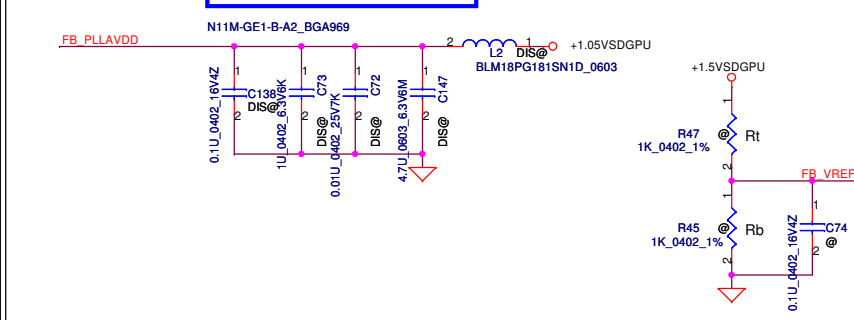 N11M-GE1-B-A2_BGA969
FB_PLLAVDD
2
1
L2
DIS@
+1.05VSDGPU
BLM18PG181SN1D_0603
1
C138
DIS@
2
0.1U_0402_16V4Z
1
C73
2
DIS@
1U_0402_6.3V6K
1
C72
2
DIS@
0.01U_0402_25V7K
1
C147
2
DIS@
4.7U_0603_6.3V6M
+1.5VSDGPU
1
R47
@
Rt
1K_0402_1%
2
FB_VREF
1
R45
@
Rb
1K_0402_1%
2
1
C74
@
2
0.1U_0402_16V4Z